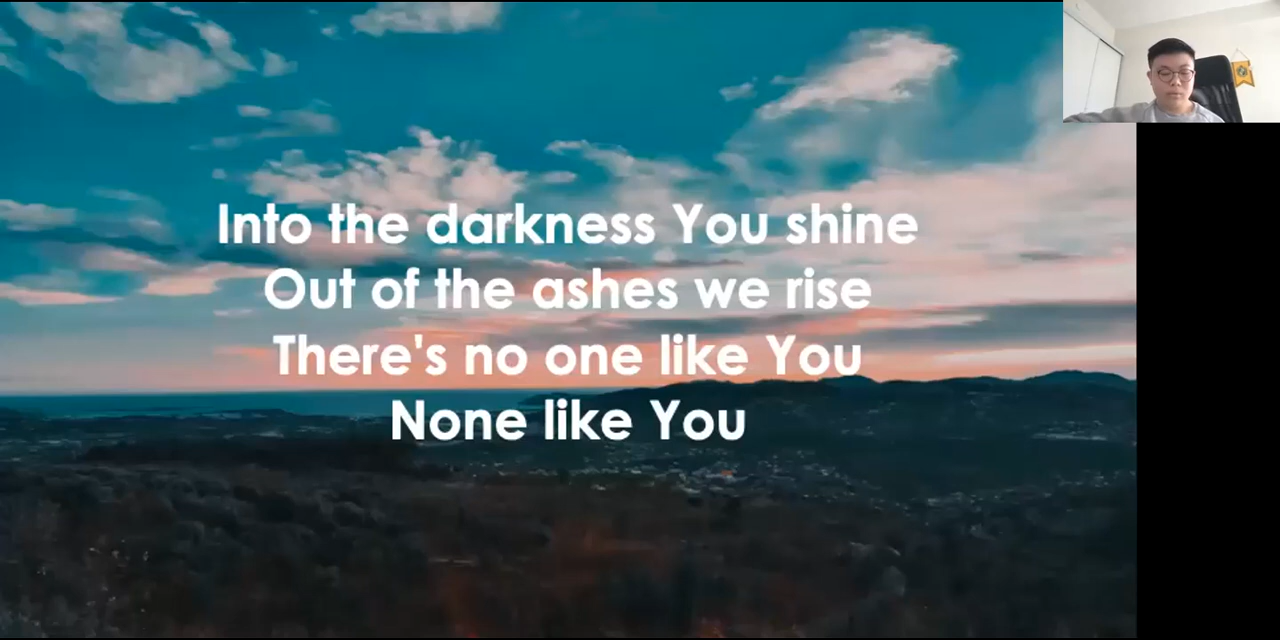 Into the darkness You shine
Out of the ashes we rise
There's no one like You
None like You